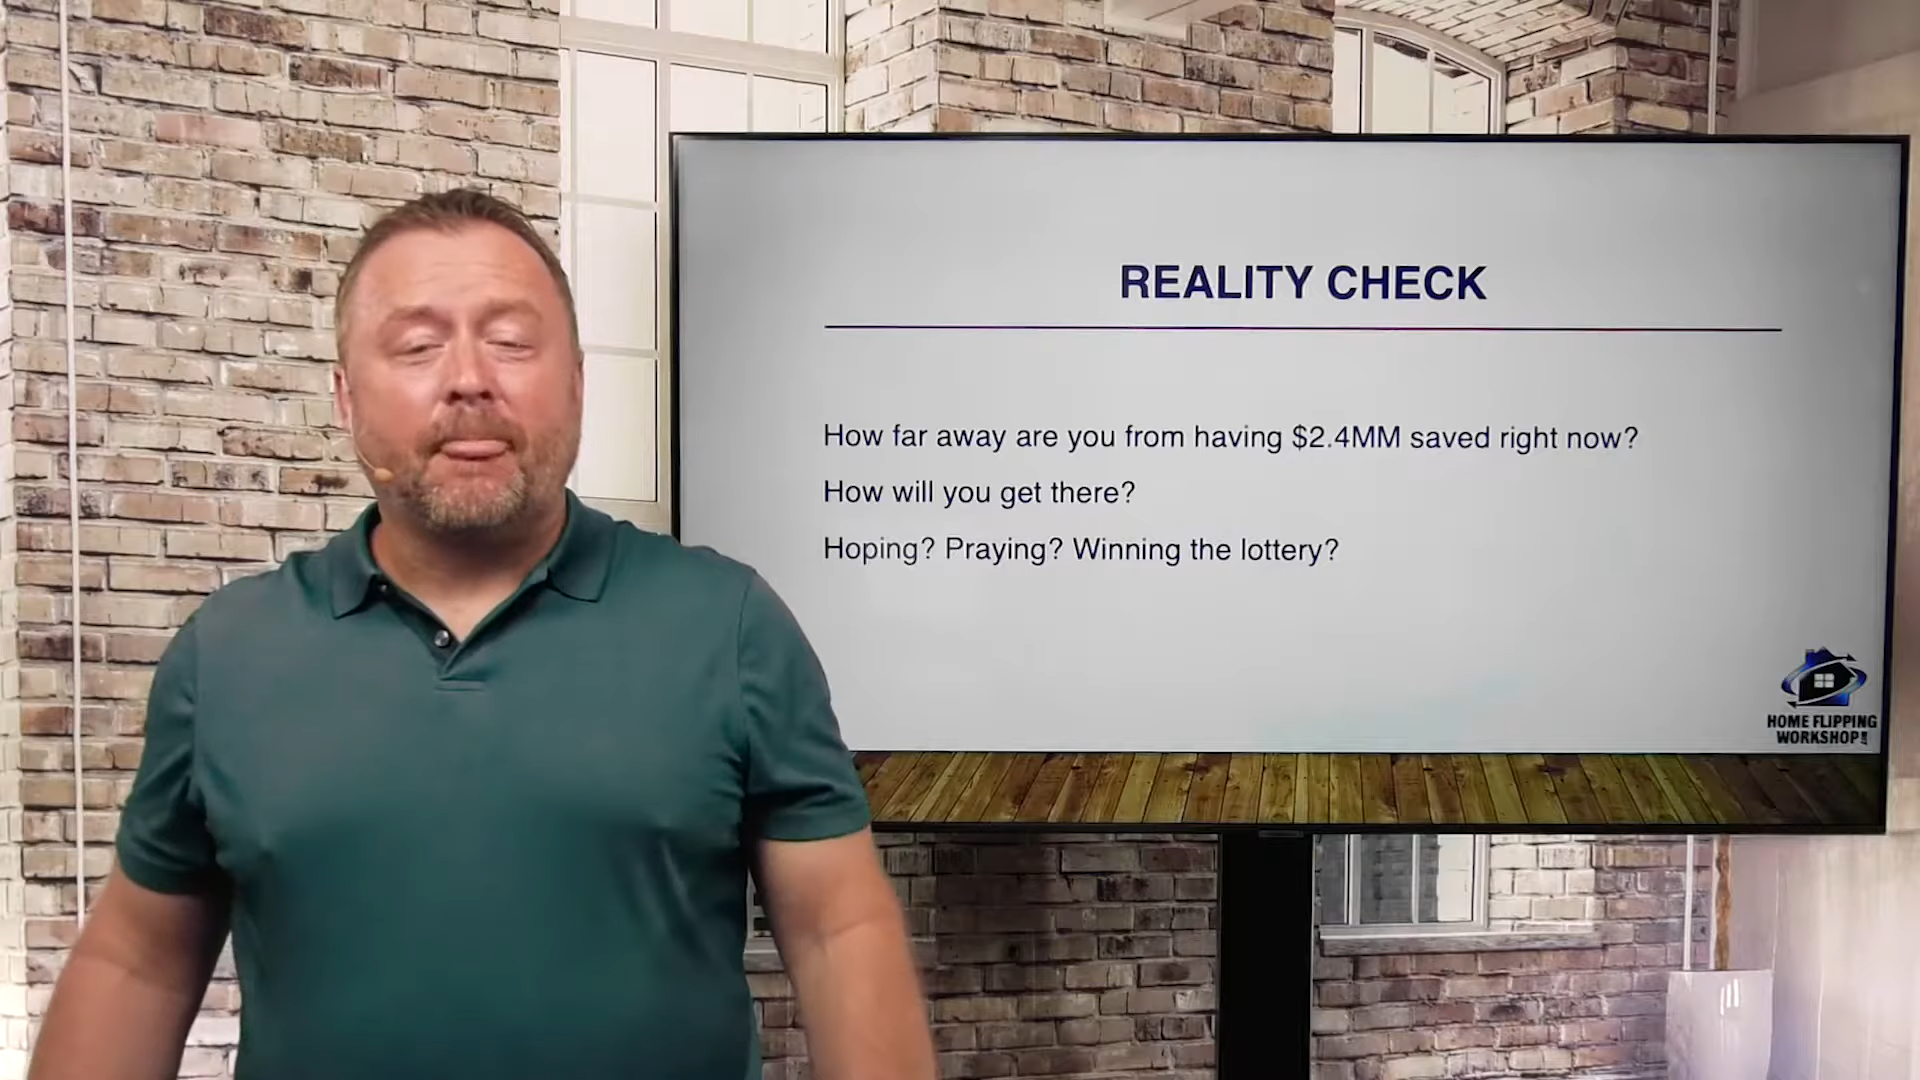 REALITY CHECK
How far away are you from having $2.4MM saved right now?
How will you get there?
Hoping? Praying? Winning the lottery?
HOME FLIPPING
WORKSHOP